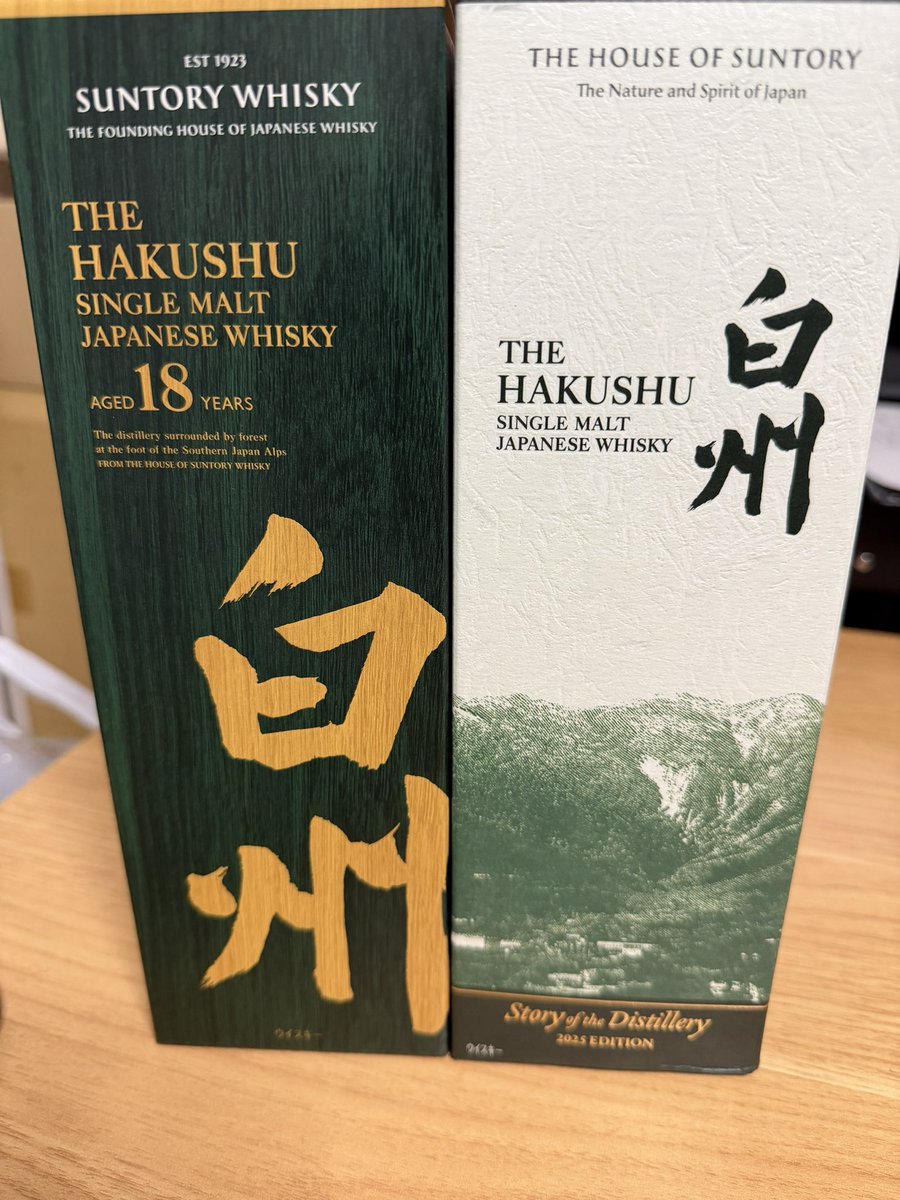 EST 1923
SUNTORY WHISKY
THE FOUNDING HOUSE OF JAPANESE WHISKY
THE
HAKUSHU
SINGLE MALT
JAPANESE WHISKY
AGED 18 YEARS
The distillery surrounded by forest
at the foot of the Southern Japan Alps
FROM THE HOUSE OF SUNTORY WHISKY
白
州
ウイスキー
THE HOUSE OF SUNTORY
The Nature and Spirit of Japan
白
州
THE
HAKUSHU
SINGLE MALT
JAPANESE WHISKY
Story of the Distillery
2025 EDITION
ウイスキー